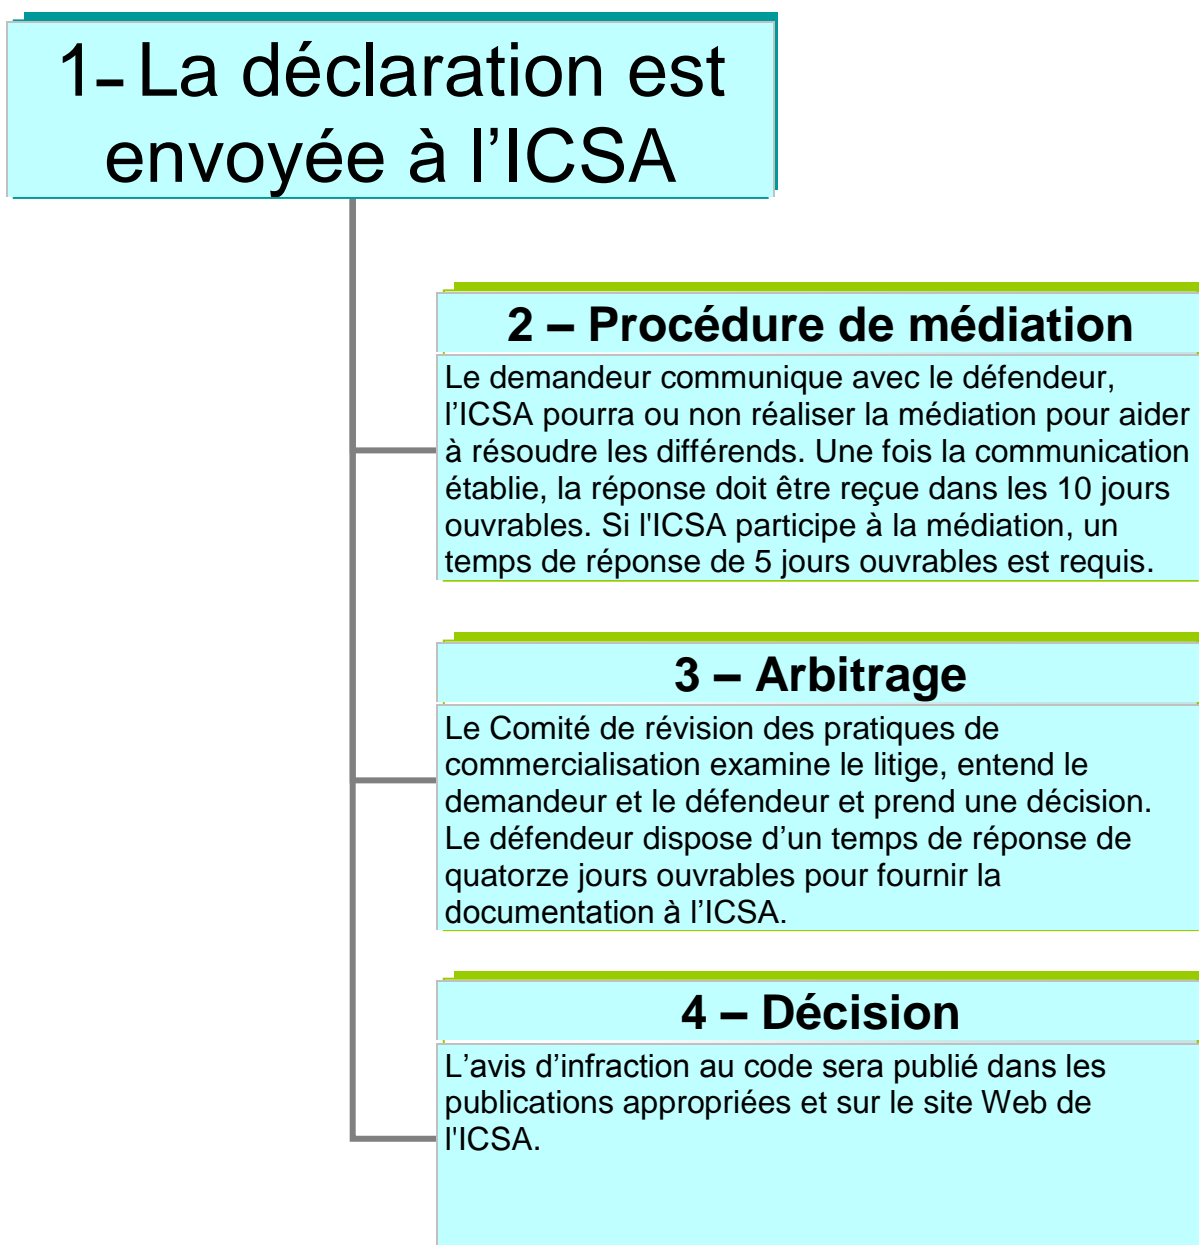 1– La déclaration est
envoyée à l’ICSA
2 – Procédure de médiation
Le demandeur communique avec le défendeur,
l’ICSA pourra ou non réaliser la médiation pour aider
à résoudre les différends. Une fois la communication
établie, la réponse doit être reçue dans les 10 jours
ouvrables. Si l'ICSA participe à la médiation, un
temps de réponse de 5 jours ouvrables est requis.
3 – Arbitrage
Le Comité de révision des pratiques de
commercialisation examine le litige, entend le
demandeur et le défendeur et prend une décision.
Le défendeur dispose d’un temps de réponse de
quatorze jours ouvrables pour fournir la
documentation à l’ICSA.
4 – Décision
L’avis d’infraction au code sera publié dans les
publications appropriées et sur le site Web de
l'ICSA.